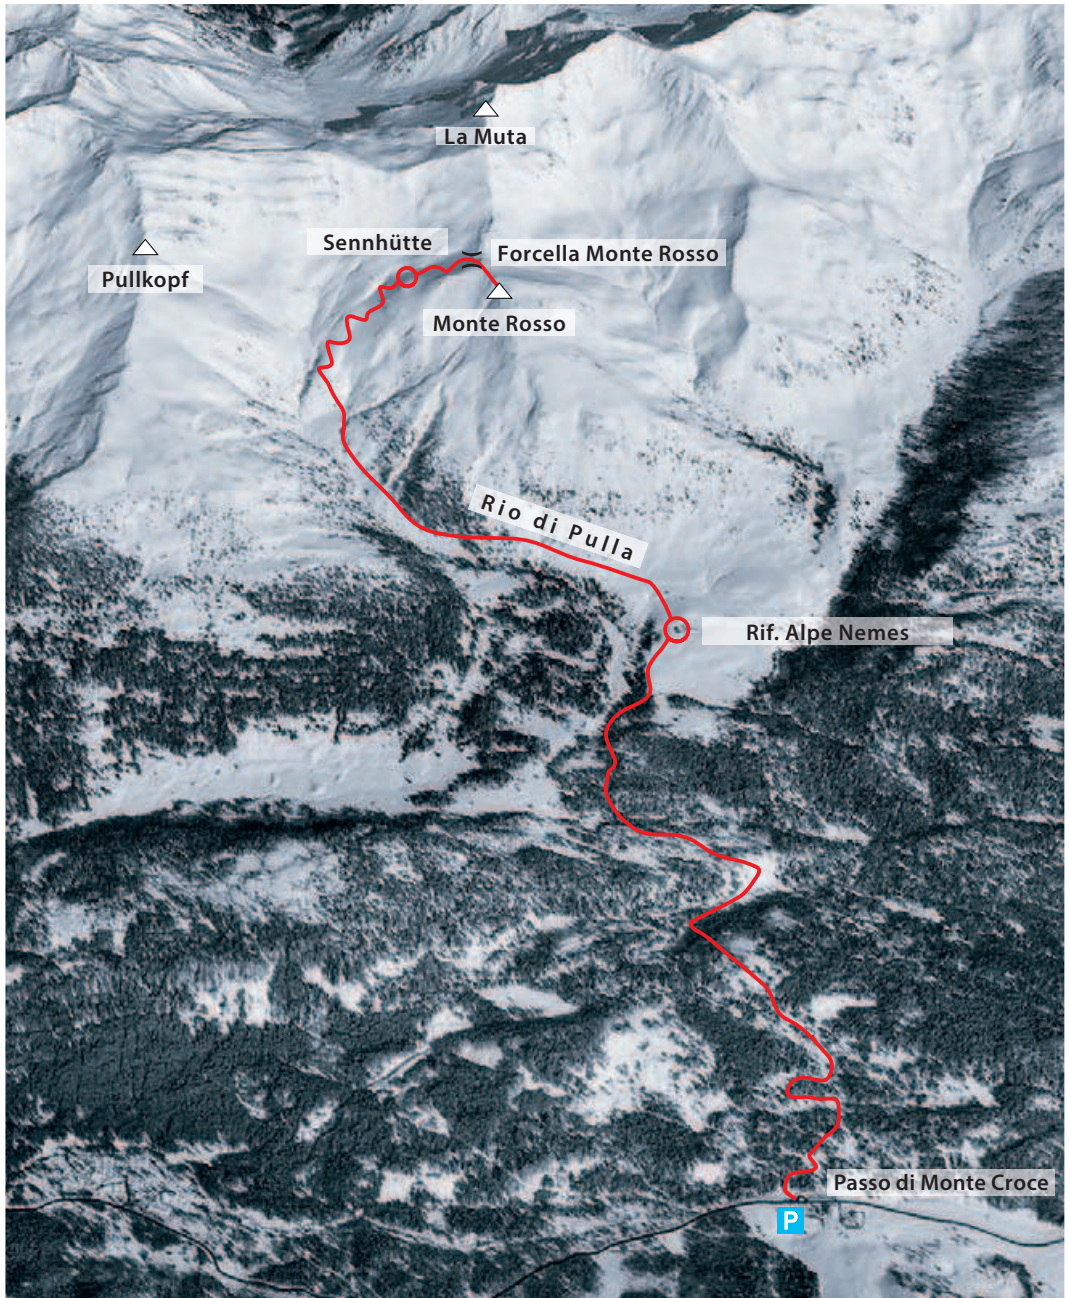 La Muta
Sennhütte
Forcella Monte Rosso
Pullkopf
Monte Rosso
Rio di Pulla
Rif. Alpe Nemes
Passo di Monte Croce
P